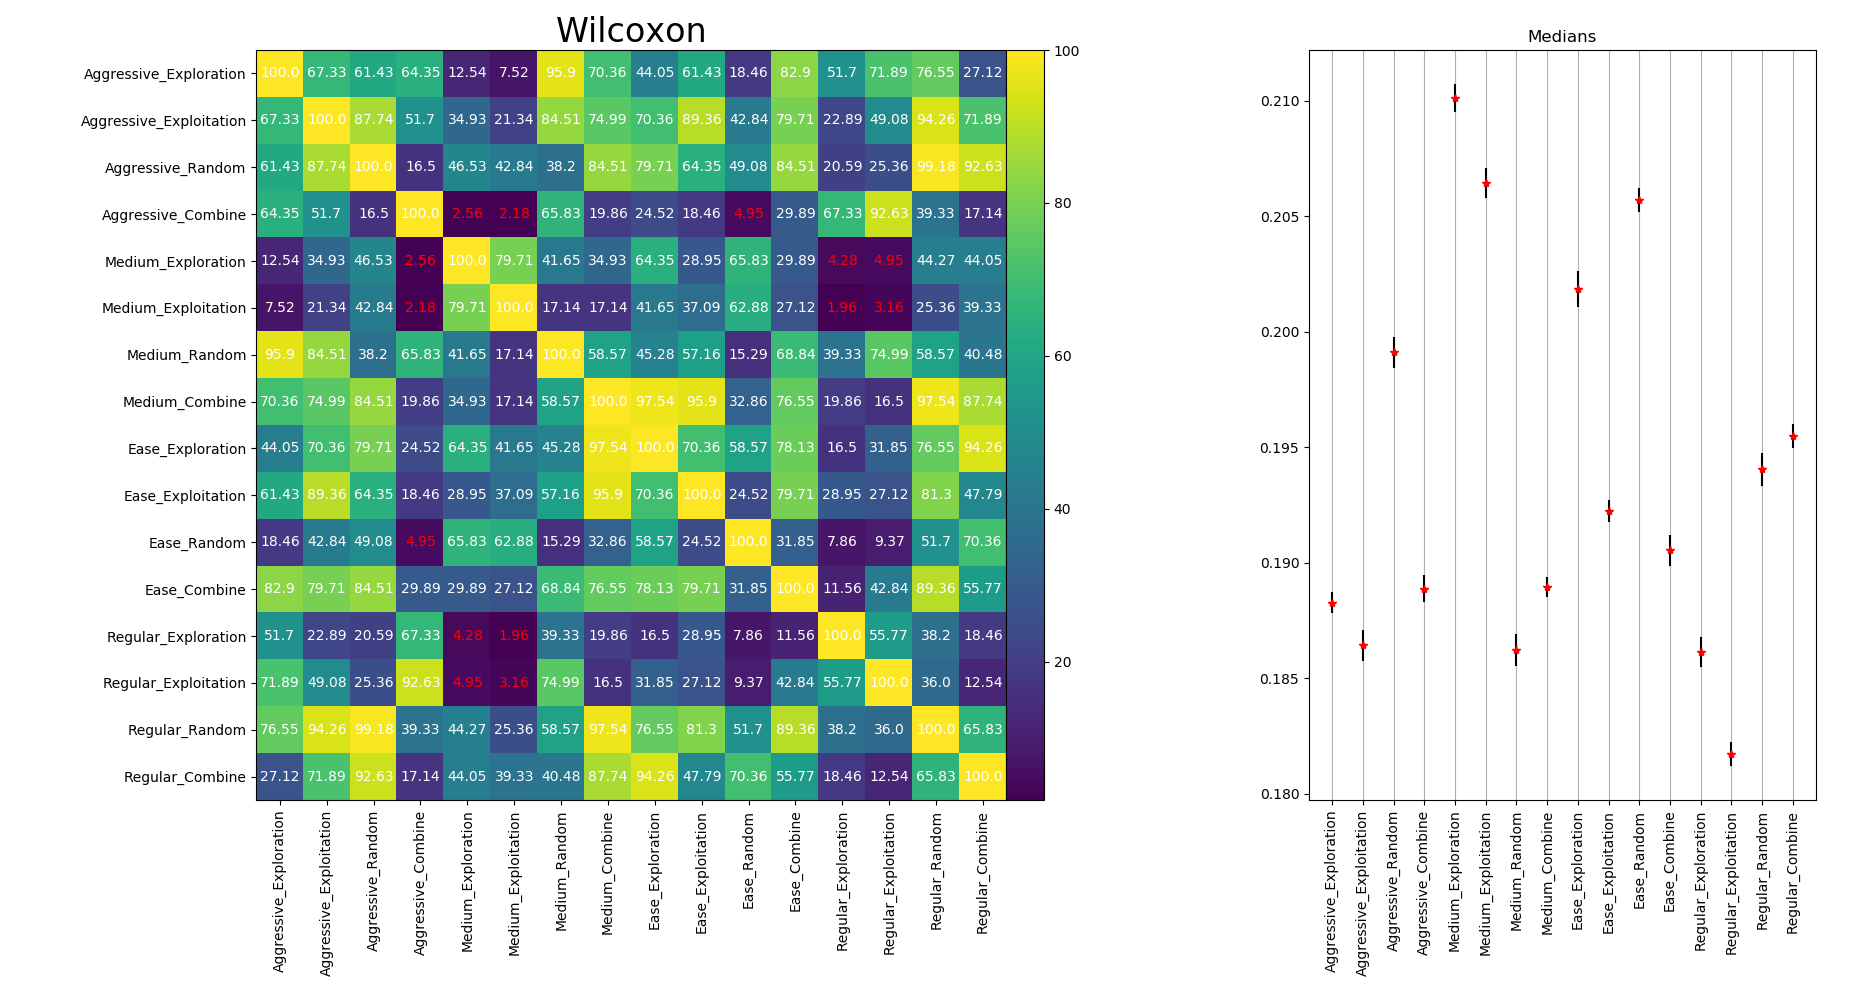 Wilcoxon
Aggressive_Exploration 100.0 67.33 61.43 64.35 12.54 7.52 95.9 70.36 44.05 61.43 18.46 82.9 51.7 71.89 76.55 27.12
Aggressive_Exploitation 67.33 100.0 87.74 51.7 34.93 21.34 84.51 74.99 70.36 89.36 42.84 79.71 22.89 49.08 94.26 71.89
Aggressive_Random 61.43 87.74 100.0 16.5 46.53 42.84 38.2 84.51 79.71 64.35 49.08 84.51 20.59 25.36 99.18 92.63
Aggressive_Combine 64.35 51.7 16.5 100.0 2.56 2.18 65.83 19.86 24.52 18.46 4.95 29.89 67.33 92.63 39.33 17.14
Medium_Exploration 12.54 34.93 46.53 2.56 100.0 79.71 41.65 34.93 64.35 28.95 65.83 29.89 4.28 4.95 44.27 44.05
Medium_Exploitation 7.52 21.34 42.84 2.18 79.71 100.0 17.14 17.14 41.65 37.09 62.88 27.12 1.96 3.16 25.36 39.33
Medium_Random 95.9 84.51 38.2 65.83 41.65 17.14 100.0 58.57 45.28 57.16 15.29 68.84 39.33 74.99 58.57 40.48
Medium_Combine 70.36 74.99 84.51 19.86 34.93 17.14 58.57 100.0 97.54 95.9 32.86 76.55 19.86 16.5 97.54 87.74
Ease_Exploration 44.05 70.36 79.71 24.52 64.35 41.65 45.28 97.54 100.0 70.36 58.57 78.13 16.5 31.85 76.55 94.26
Ease_Exploitation 61.43 89.36 64.35 18.46 28.95 37.09 57.16 95.9 70.36 100.0 24.52 79.71 28.95 27.12 81.3 47.79
Ease_Random 18.46 42.84 49.08 4.95 65.83 62.88 15.29 32.86 58.57 24.52 100.0 31.85 7.86 9.37 51.7 70.36
Ease_Combine 82.9 79.71 84.51 29.89 29.89 27.12 68.84 76.55 78.13 79.71 31.85 100.0 11.56 42.84 89.36 55.77
Regular_Exploration 51.7 22.89 20.59 67.33 4.28 1.96 39.33 19.86 16.5 28.95 7.86 11.56 100.0 55.77 38.2 18.46
Regular_Exploitation 71.89 49.08 25.36 92.63 4.95 3.16 74.99 16.5 31.85 27.12 9.37 42.84 55.77 100.0 36.0 12.54
Regular_Random 76.55 94.26 99.18 39.33 44.27 25.36 58.57 97.54 76.55 81.3 51.7 89.36 38.2 36.0 100.0 65.83
Regular_Combine 27.12 71.89 92.63 17.14 44.05 39.33 40.48 87.74 94.26 47.79 70.36 55.77 18.46 12.54 65.83 100.0
Aggressive_Exploration
Aggressive_Exploitation
Aggressive_Random
Aggressive_Combine
Medium_Exploration
Medium_Exploitation
Medium_Random
Medium_Combine
Ease_Exploration
Ease_Exploitation
Ease_Random
Ease_Combine
Regular_Exploration
Regular_Exploitation
Regular_Random
Regular_Combine
100
80
60
40
20
Medians
0.210
0.205
0.200
0.195
0.190
0.185
0.180
Aggressive_Exploration
Aggressive_Exploitation
Aggressive_Random
Aggressive_Combine
Medium_Exploration
Medium_Exploitation
Medium_Random
Medium_Combine
Ease_Exploration
Ease_Exploitation
Ease_Random
Ease_Combine
Regular_Exploration
Regular_Exploitation
Regular_Random
Regular_Combine